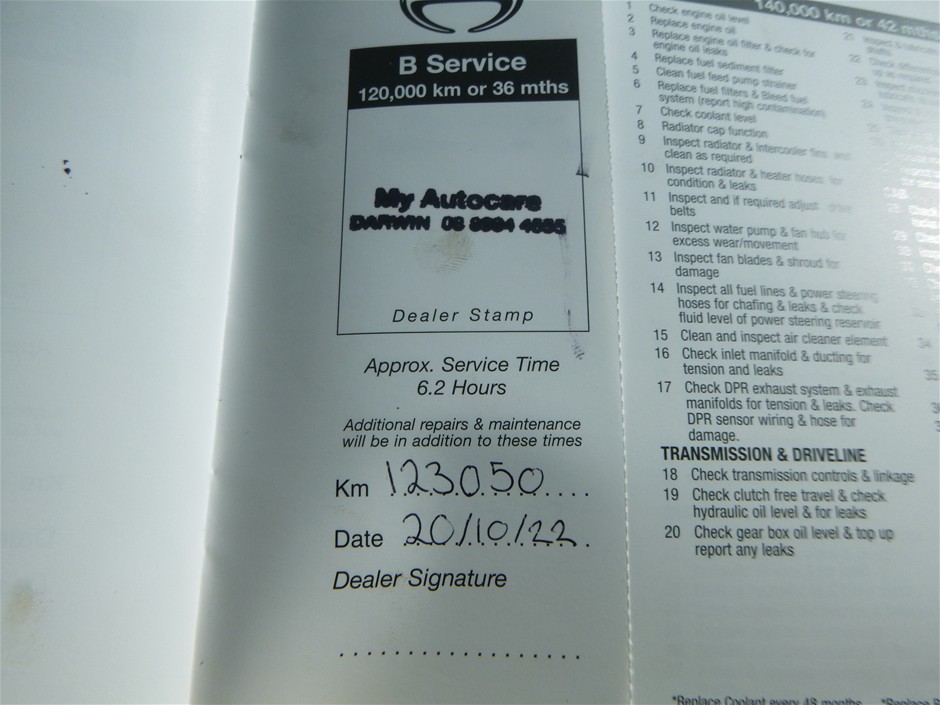 B Service
120,000 km or 36 mths
My Autocare
DARWIN 08
Dealer Stamp
Approx. Service Time
6.2 Hours
Additional repairs & maintenance
will be in addition to these times
Km 123050
Date 20/10/22
Dealer Signature
140,000 km or 42 mths
1 Check engine oil level
2 Replace engine oil
3 Replace engine oil filter & check for
engine oil leaks
4 Replace fuel sediment filter
5 Clean fuel feed pump strainer
6 Replace fuel filters & Bleed fuel
system (report high contamination)
7 Check coolant level
8 Radiator cap function
9 Inspect radiator & intercooler fins and
clean as required
10 Inspect radiator & heater hoses for
condition & leaks
11 Inspect and if required adjust drive
belts
12 Inspect water pump & fan hub for
excess wear/movement
13 Inspect fan blades & shroud for
damage
14 Inspect all fuel lines & power steering
hoses for chafing & leaks & check
fluid level of power steering reservoir
15 Clean and inspect air cleaner element
16 Check inlet manifold & ducting for
tension and leaks
17 Check DPR exhaust system & exhaust
manifolds for tension & leaks. Check
DPR sensor wiring & hose for
damage.
TRANSMISSION & DRIVELINE
18 Check transmission controls & linkage
19 Check clutch free travel & check
hydraulic oil level & for leaks
20 Check gear box oil level & top up
report any leaks
34
35
*Replace Coolant every 48 months *Replace